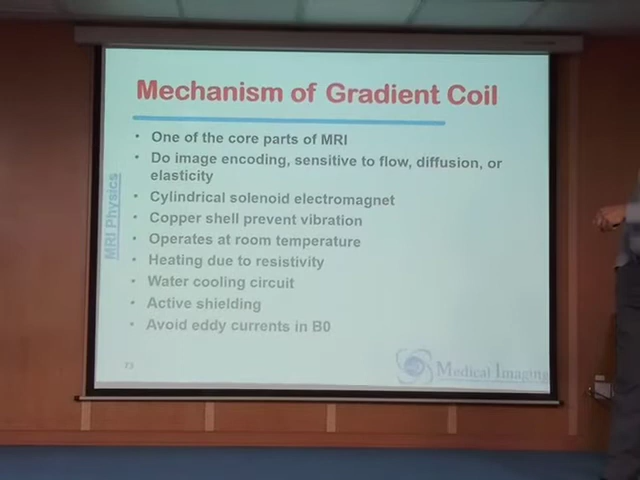 Mechanism of Gradient Coil
• One of the core parts of MRI
• Do image encoding, sensitive to flow, diffusion, or
elasticity
• Cylindrical solenoid electromagnet
• Copper shell prevent vibration
• Operates at room temperature
• Heating due to resistivity
• Water cooling circuit
• Active shielding
• Avoid eddy currents in B0
MRI Physics
Medical Imaging